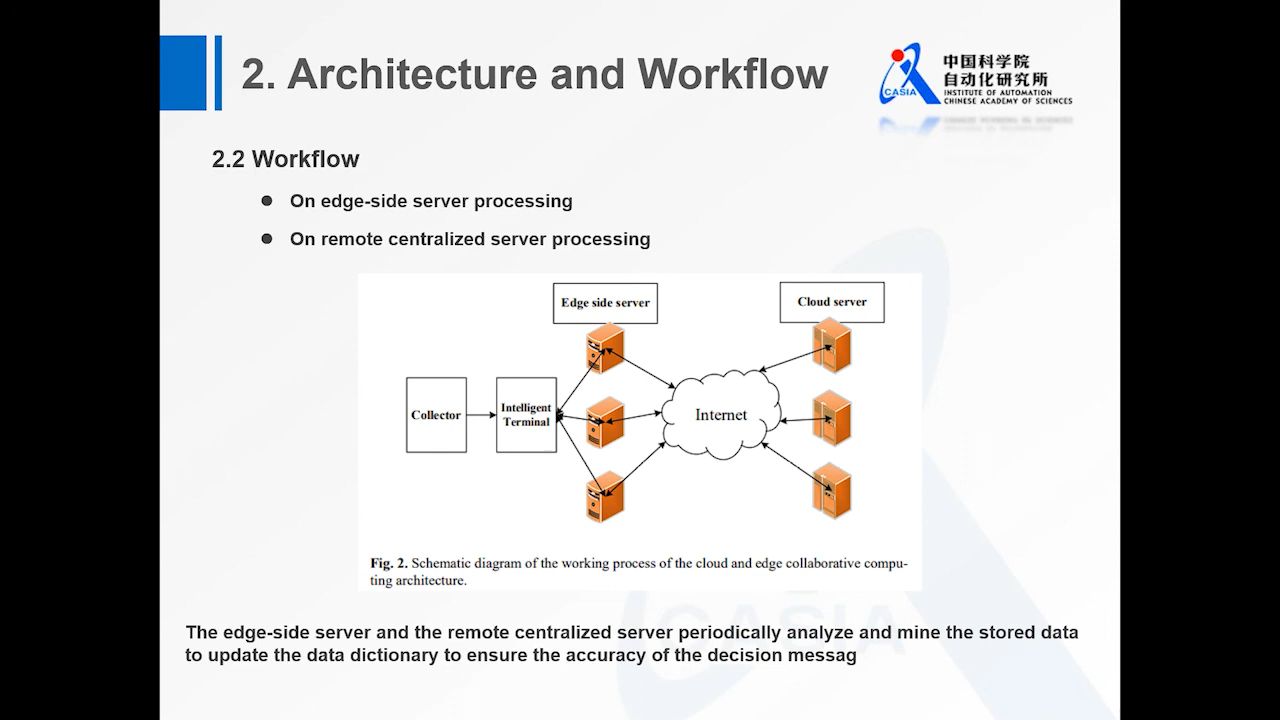 2. Architecture and Workflow
中国科学院
自动化研究所
CASIA
INSTITUTE OF AUTOMATION
CHINESE ACADEMY OF SCIENCES
2.2 Workflow
● On edge-side server processing
● On remote centralized server processing
Edge side server
Cloud server
Collector
Intelligent
Terminal
Internet
Fig. 2. Schematic diagram of the working process of the cloud and edge collaborative compu-
ting architecture.
The edge-side server and the remote centralized server periodically analyze and mine the stored data
to update the data dictionary to ensure the accuracy of the decision messag
CASIA